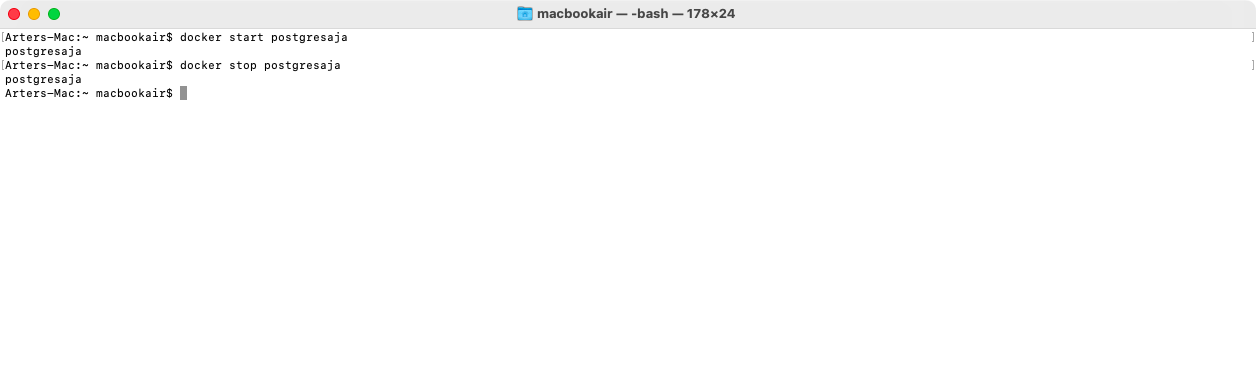 macbookair — -bash — 178×24
[Arters-Mac:~ macbookair$ docker start postgresaja ]
postgresaja
[Arters-Mac:~ macbookair$ docker stop postgresaja ]
postgresaja
Arters-Mac:~ macbookair$